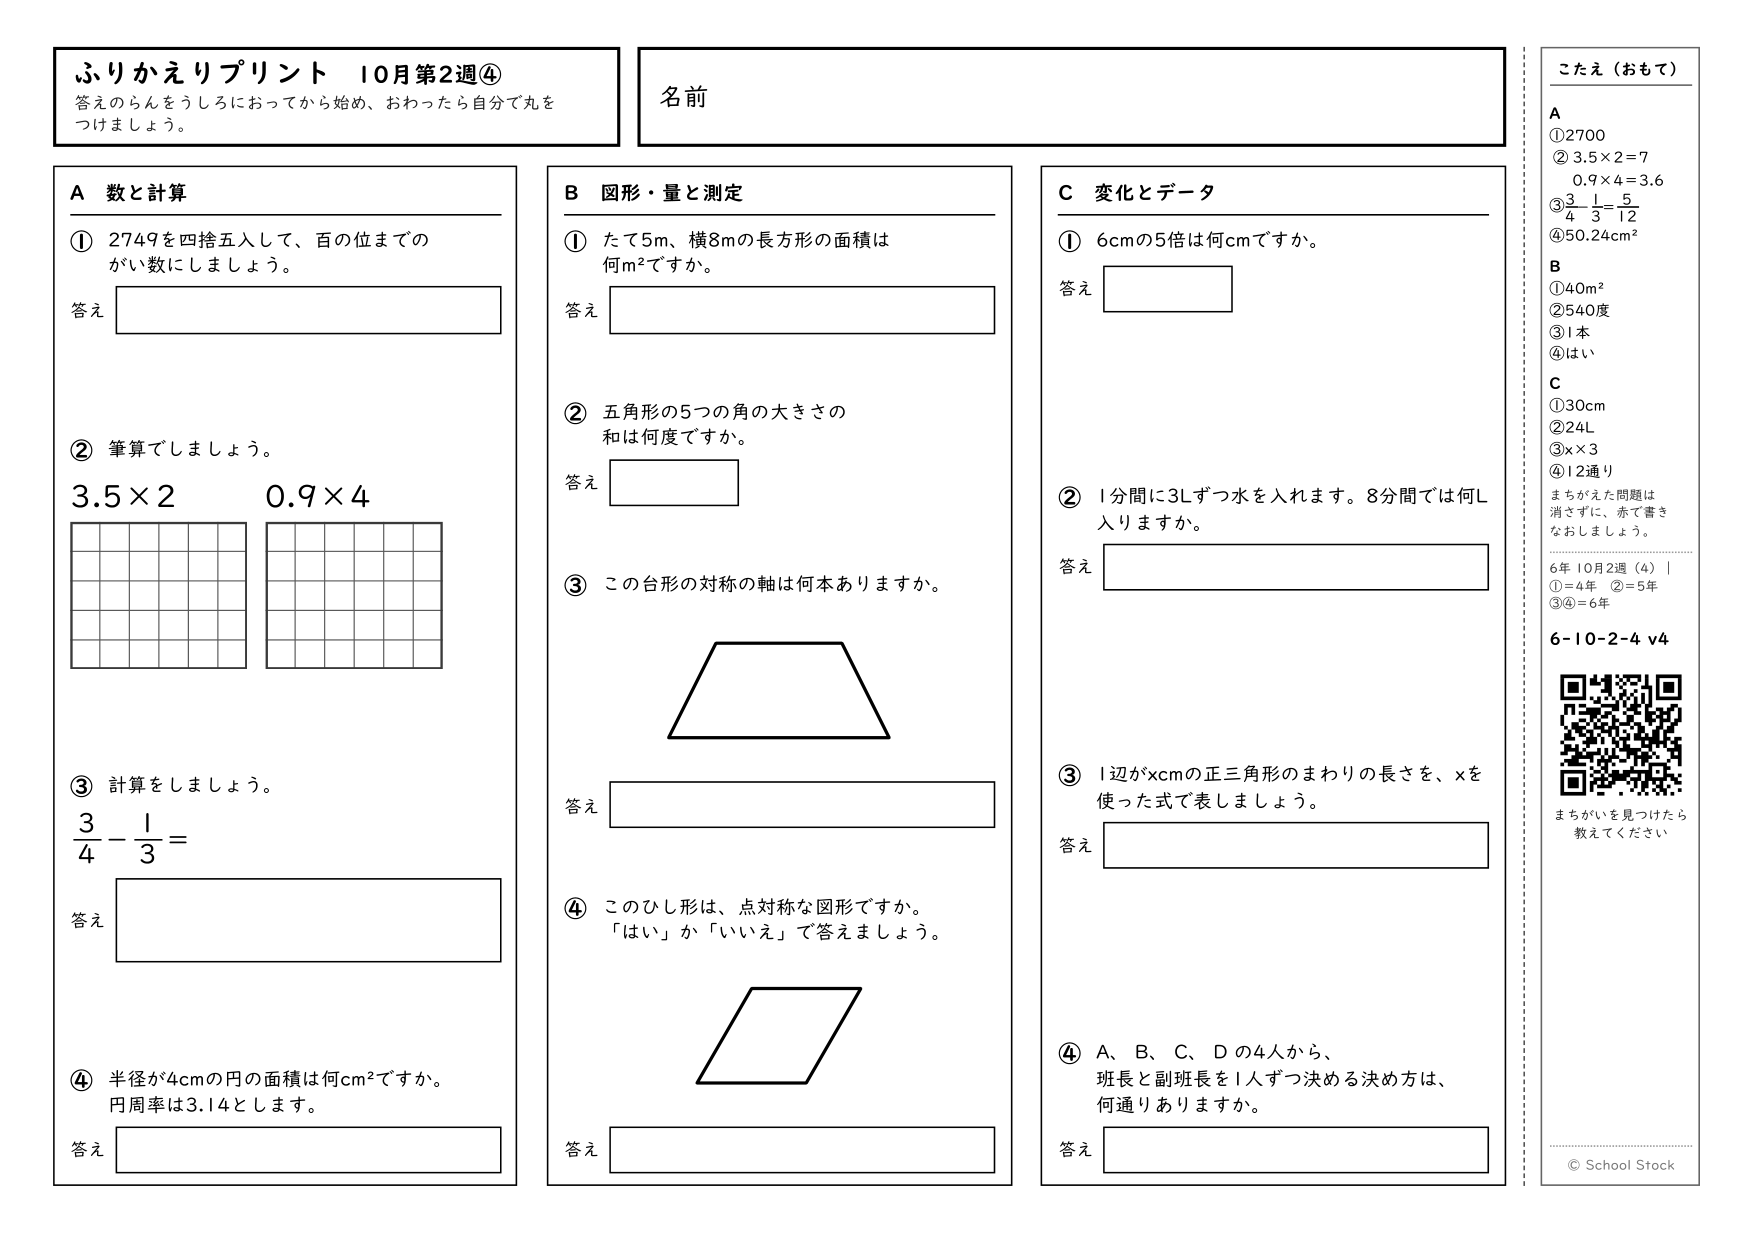 ふりかえりプリント　10月第2週④
答えのらんをうしろにおってから始め、おわったら自分で丸を
つけましょう。
名前
A　数と計算
① 2749を四捨五入して、百の位までの
がい数にしましょう。
答え
② 筆算でしましょう。
3.5×2　0.9×4
③ 計算をしましょう。
3/4 − 1/3 =
答え
④ 半径が4cmの円の面積は何cm²ですか。
円周率は3.14とします。
答え
B　図形・量と測定
① たて5m、横8mの長方形の面積は
何m²ですか。
答え
② 五角形の5つの角の大きさの
和は何度ですか。
答え
③ この台形の対称の軸は何本ありますか。
答え
④ このひし形は、点対称な図形ですか。
「はい」か「いいえ」で答えましょう。
答え
C　変化とデータ
① 6cmの5倍は何cmですか。
答え
② 1分間に3Lずつ水を入れます。8分間では何L
入りますか。
答え
③ 1辺がxcmの正三角形のまわりの長さを、xを
使った式で表しましょう。
答え
④ A、 B、 C、 D の4人から、
班長と副班長を1人ずつ決める決め方は、
何通りありますか。
答え
こたえ（おもて）
A
①2700
② 3.5×2=7
0.9×4=3.6
③3/4−1/3=5/12
④50.24cm²
B
①40m²
②540度
③1本
④はい
C
①30cm
②24L
③x×3
④12通り
まちがえた問題は
消さずに、赤で書き
なおしましょう。
6年 10月2週（4）｜
①=4年　②=5年
③④=6年
6-10-2-4 v4
まちがいを見つけたら
教えてください
© School Stock